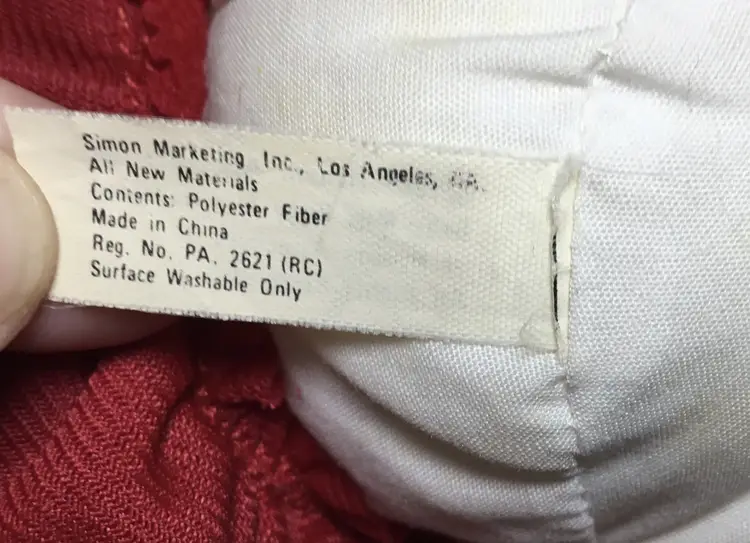 Simon Marketing Inc., Los Angeles, CA.
All New Materials
Contents: Polyester Fiber
Made in China
Reg. No. PA. 2621 (RC)
Surface Washable Only